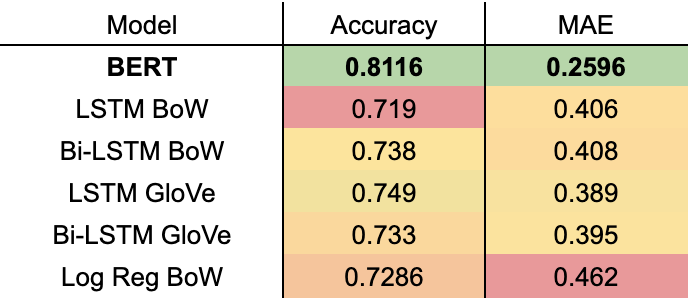 Model Accuracy MAE
BERT 0.8116 0.2596
LSTM BoW 0.719 0.406
Bi-LSTM BoW 0.738 0.408
LSTM GloVe 0.749 0.389
Bi-LSTM GloVe 0.733 0.395
Log Reg BoW 0.7286 0.462